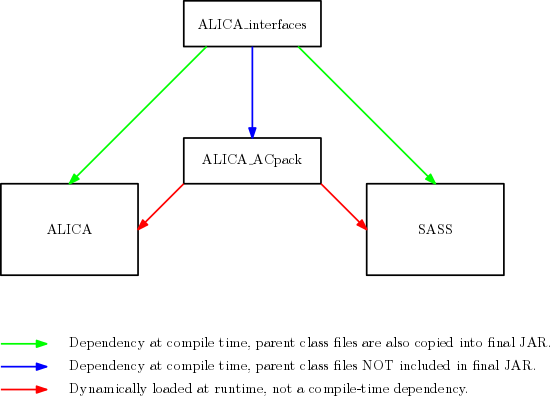 ALICA_interfaces
ALICA_ACpack
ALICA
SASS
Dependency at compile time, parent class files are also copied into final JAR.
Dependency at compile time, parent class files NOT included in final JAR.
Dynamically loaded at runtime, not a compile-time dependency.